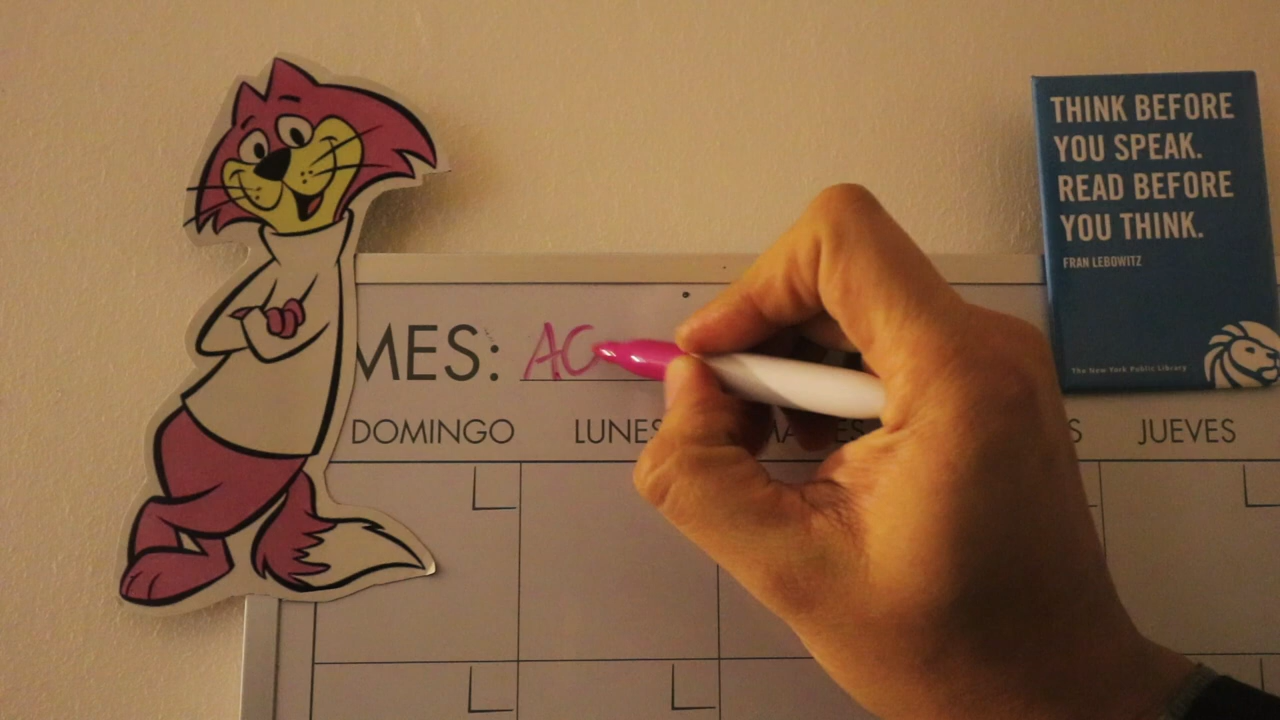 THINK BEFORE
YOU SPEAK.
READ BEFORE
YOU THINK.
FRAN LEBOWITZ
The New York Public Library
MES: AG
DOMINGO LUNES JUEVES